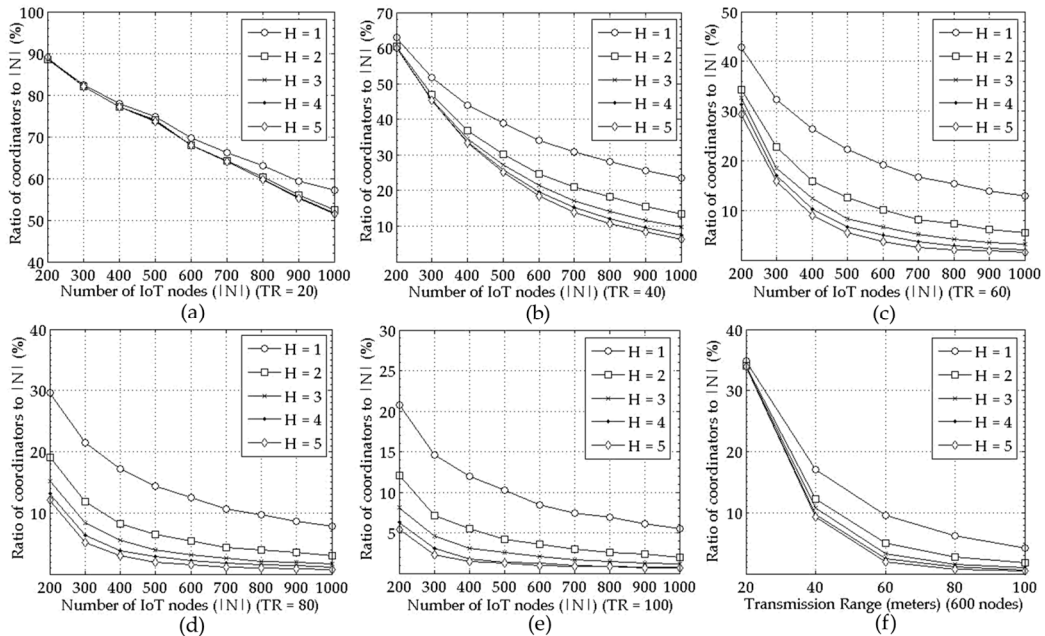 Ratio of coordinators to |N| (%)
100
90
80
70
60
50
40
200 300 400 500 600 700 800 900 1000
H = 1
H = 2
H = 3
H = 4
H = 5
Number of IoT nodes (|N|) (TR = 20)
(a)
Ratio of coordinators to |N| (%)
70
60
50
40
30
20
10
200 300 400 500 600 700 800 900 1000
H = 1
H = 2
H = 3
H = 4
H = 5
Number of IoT nodes (|N|) (TR = 40)
(b)
Ratio of coordinators to |N| (%)
50
40
30
20
10
200 300 400 500 600 700 800 900 1000
H = 1
H = 2
H = 3
H = 4
H = 5
Number of IoT nodes (|N|) (TR = 60)
(c)
Ratio of coordinators to |N| (%)
40
30
20
10
200 300 400 500 600 700 800 900 1000
H = 1
H = 2
H = 3
H = 4
H = 5
Number of IoT nodes (|N|) (TR = 80)
(d)
Ratio of coordinators to |N| (%)
30
25
20
15
10
5
200 300 400 500 600 700 800 900 1000
H = 1
H = 2
H = 3
H = 4
H = 5
Number of IoT nodes (|N|) (TR = 100)
(e)
Ratio of coordinators to |N| (%)
40
30
20
10
20 40 60 80 100
H = 1
H = 2
H = 3
H = 4
H = 5
Transmission Range (meters) (600 nodes)
(f)